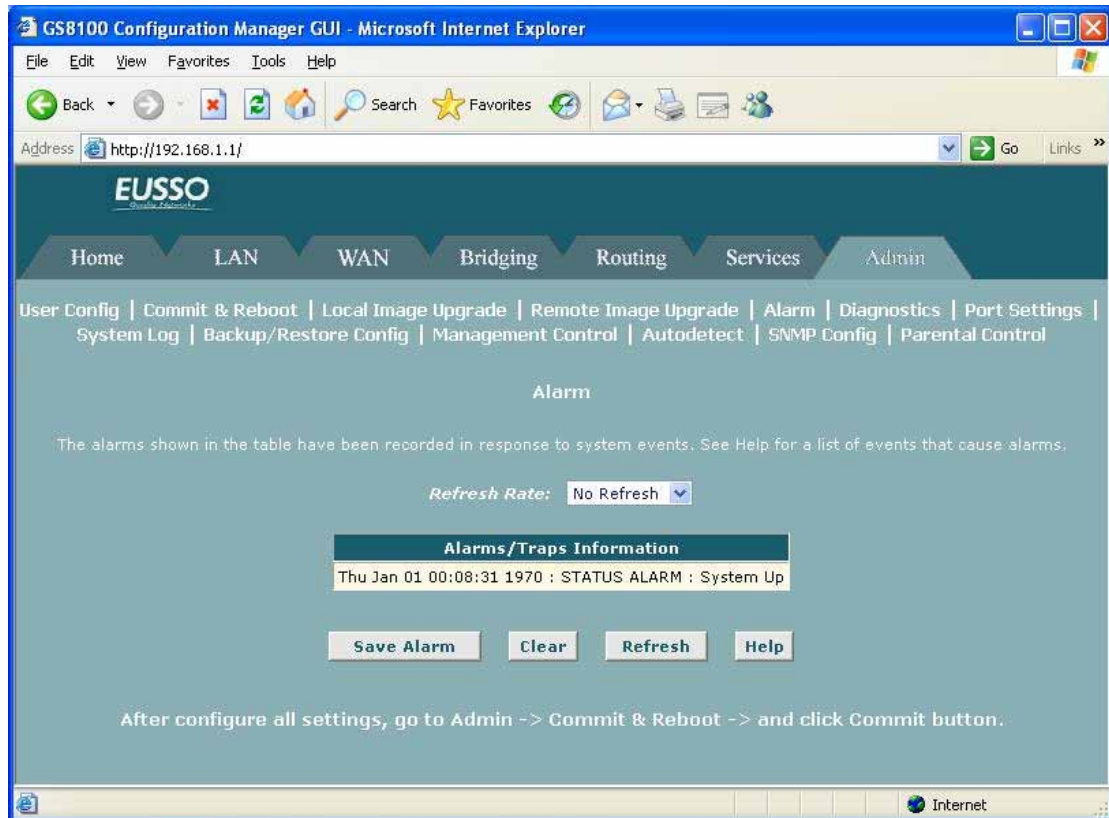 GS8100 Configuration Manager GUI - Microsoft Internet Explorer
File Edit View Favorites Tools Help
Back Search Favorites
Address http://192.168.1.1/ Go Links »
EUSSO
Home LAN WAN Bridging Routing Services Admin
User Config | Commit & Reboot | Local Image Upgrade | Remote Image Upgrade | Alarm | Diagnostics | Port Settings |
System Log | Backup/Restore Config | Management Control | Autodetect | SNMP Config | Parental Control
Alarm
The alarms shown in the table have been recorded in response to system events. See Help for a list of events that cause alarms.
Refresh Rate: No Refresh
Alarms/Traps Information
Thu Jan 01 00:08:31 1970 : STATUS ALARM : System Up
Save Alarm Clear Refresh Help
After configure all settings, go to Admin -> Commit & Reboot -> and click Commit button.
Internet